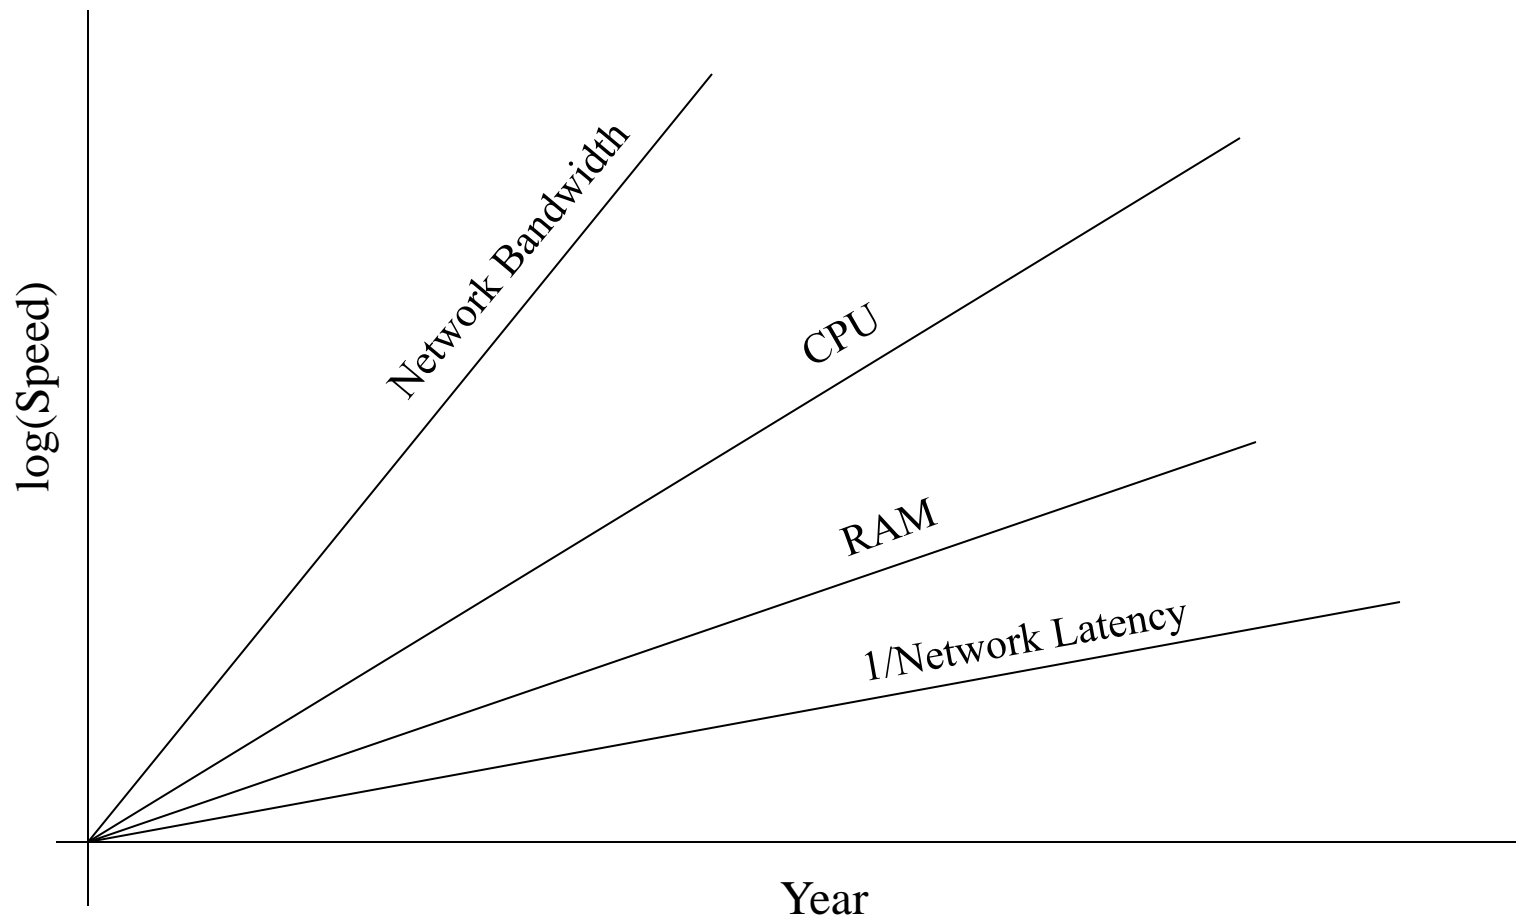 Network Bandwidth
CPU
log(Speed)
RAM
1/Network Latency
Year